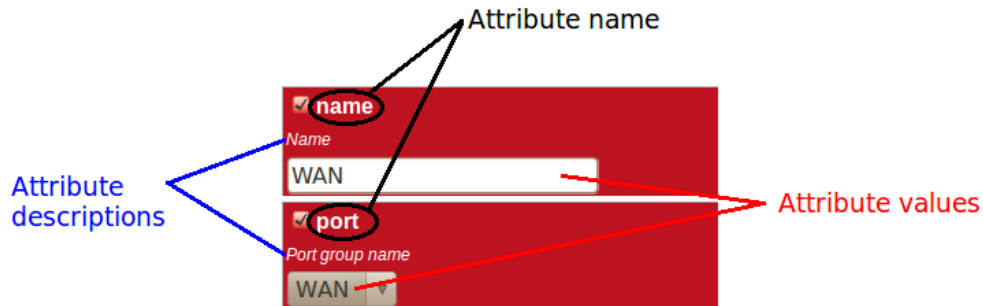 Attribute name
name
Name
WAN
Attribute
descriptions
Attribute values
port
Port group name
WAN